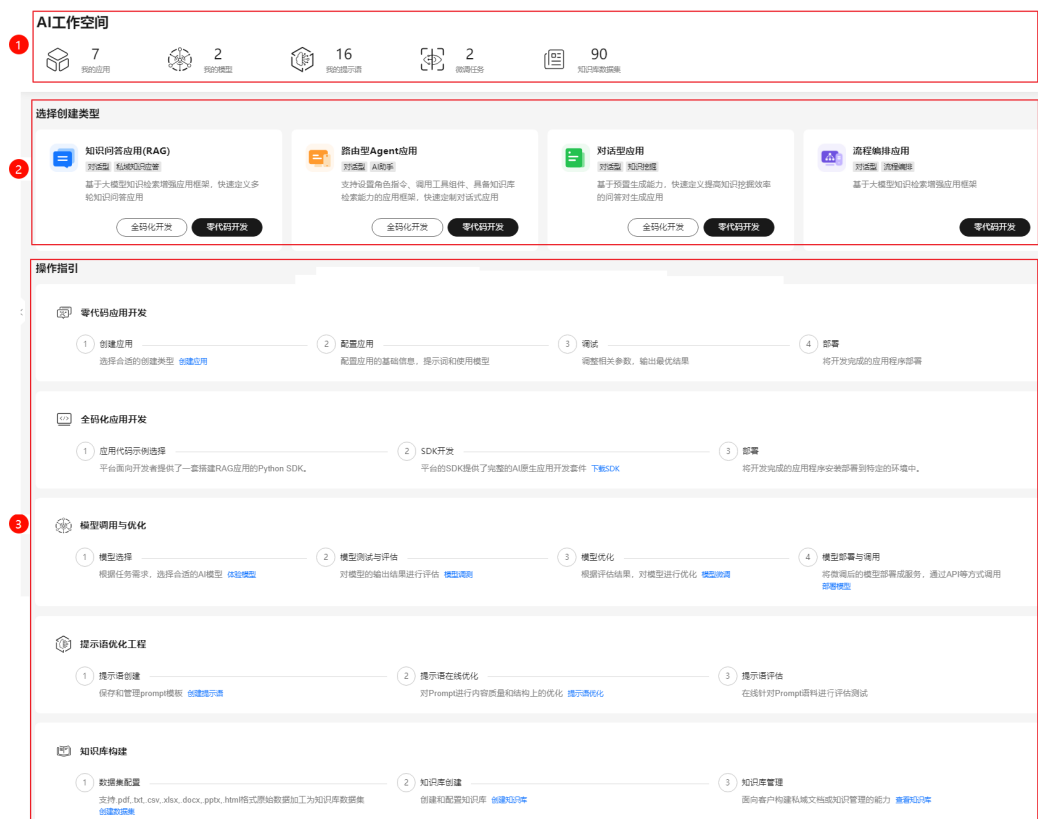 AI工作空间
1
7
2
16
2
90
我的应用
我的模型
我的提示语
微调任务
知识库数据集
选择创建类型
2
知识问答应用(RAG)
对话型 私域知识应答
基于大模型知识检索增强应用框架，快速定义多
轮知识问答应用
全码化开发 零代码开发
路由型Agent应用
对话型 AI助手
支持设置角色指令、调用工具组件、具备知识库
检索能力的应用框架，快速定制对话式应用
全码化开发 零代码开发
对话型应用
对话型 知识挖掘
基于预置生成能力，快速定义提高知识挖掘效率
的问答对生成应用
全码化开发 零代码开发
流程编排应用
对话型 流程编排
基于大模型知识检索增强应用框架
零代码开发
3
操作指引
零代码应用开发
1 创建应用
选择合适的创建类型 创建应用
2 配置应用
配置应用的基础信息，提示词和使用模型
3 调试
调整相关参数，输出最优结果
4 部署
将开发完成的应用程序部署
全码化应用开发
1 应用代码示例选择
平台面向开发者提供了一套搭建RAG应用的Python SDK。
2 SDK开发
平台的SDK提供了完整的AI原生应用开发套件 下载SDK
3 部署
将开发完成的应用程序安装部署到特定的环境中。
模型调用与优化
1 模型选择
根据任务需求，选择合适的AI模型 体验模型
2 模型测试与评估
对模型的输出结果进行评估 模型调测
3 模型优化
根据评估结果，对模型进行优化 模型微调
4 模型部署与调用
将微调后的模型部署成服务，通过API等方式调用
部署模型
提示语优化工程
1 提示语创建
保存和管理prompt模板 创建提示语
2 提示语在线优化
对Prompt进行内容质量和结构上的优化 提示语优化
3 提示语评估
在线针对Prompt语料进行评估测试
知识库构建
1 数据集配置
支持.pdf,.txt,.csv,.xlsx,.docx,.pptx,.html格式原始数据加工为知识库数据集
创建数据集
2 知识库创建
创建和配置知识库 创建知识库
3 知识库管理
面向客户构建私域文档或知识管理的能力 查看知识库